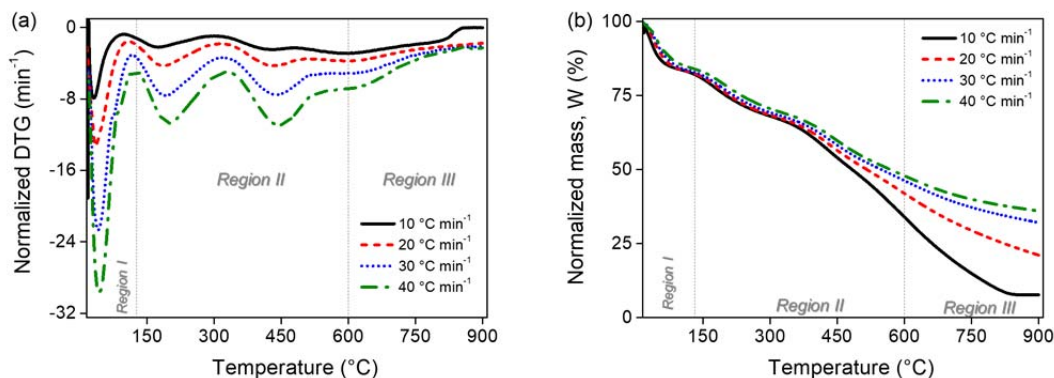 (a)
Normalized DTG (min⁻¹)
0
-8
-16
-24
-32
Region I
Region II
Region III
10 °C min⁻¹
20 °C min⁻¹
30 °C min⁻¹
40 °C min⁻¹
150 300 450 600 750 900
Temperature (°C)
(b)
Normalized mass, W (%)
100
75
50
25
0
10 °C min⁻¹
20 °C min⁻¹
30 °C min⁻¹
40 °C min⁻¹
Region I
Region II
Region III
150 300 450 600 750 900
Temperature (°C)